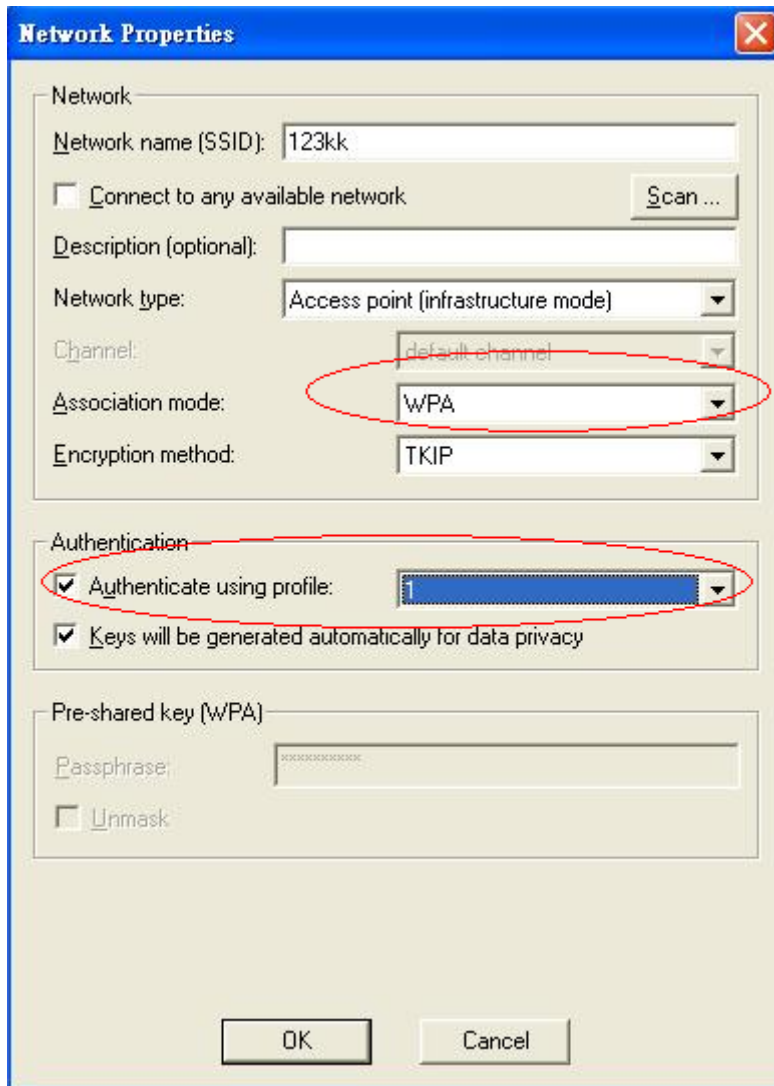 Network Properties
Network
Network name (SSID): 123kk
Connect to any available network Scan ...
Description (optional):
Network type: Access point (infrastructure mode)
Channel: default channel
Association mode: WPA
Encryption method: TKIP
Authentication
Authenticate using profile: 1
Keys will be generated automatically for data privacy
Pre-shared key (WPA)
Passphrase: xxxxxxxxxx
Unmask
OK Cancel